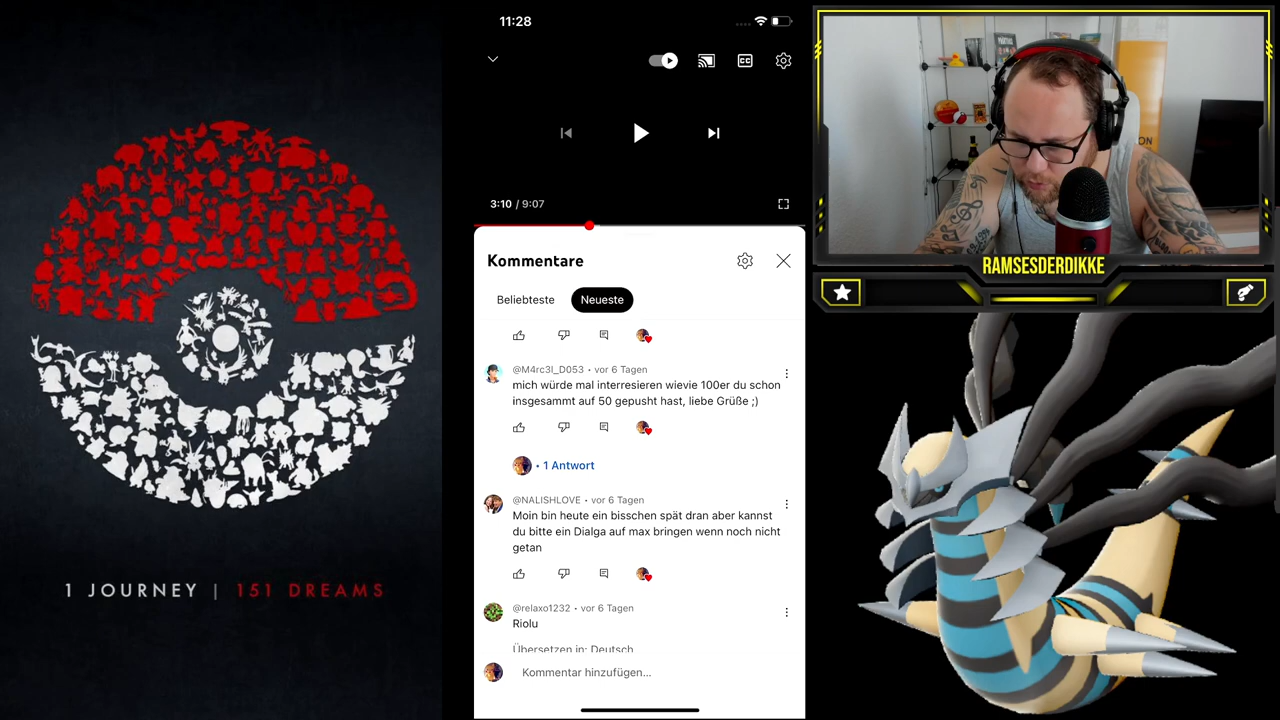 1 JOURNEY | 151 DREAMS
11:28
CC
3:10 / 9:07
Kommentare
Beliebteste
Neueste
@M4rc3l_D053 • vor 6 Tagen
mich würde mal interresieren wievie 100er du schon
insgesammt auf 50 gepusht hast, liebe Grüße ;)
• 1 Antwort
@NALISHLOVE • vor 6 Tagen
Moin bin heute ein bisschen spät dran aber kannst
du bitte ein Dialga auf max bringen wenn noch nicht
getan
@relaxo1232 • vor 6 Tagen
Riolu
Übersetzen in: Deutsch
Kommentar hinzufügen...
RAMSESDERDIKKE